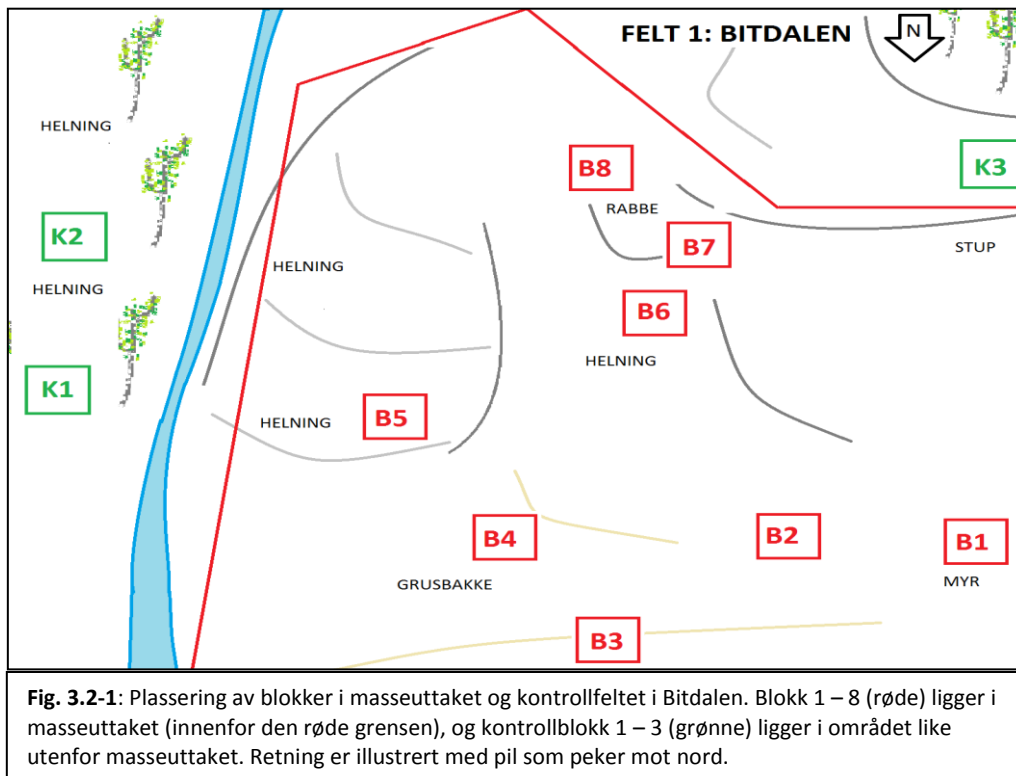 FELT 1: BITDALEN
N
HELNING
B8
K3
RABBE
K2
B7
STUP
HELNING
HELNING
B6
HELNING
K1
HELNING
B5
B4
B2
B1
GRUSBAKKE
MYR
B3
Fig. 3.2-1: Plassering av blokker i masseuttaket og kontrollfeltet i Bitdalen. Blokk 1 – 8 (røde) ligger i
masseuttaket (innenfor den røde grensen), og kontrollblokk 1 – 3 (grønne) ligger i området like
utenfor masseuttaket. Retning er illustrert med pil som peker mot nord.